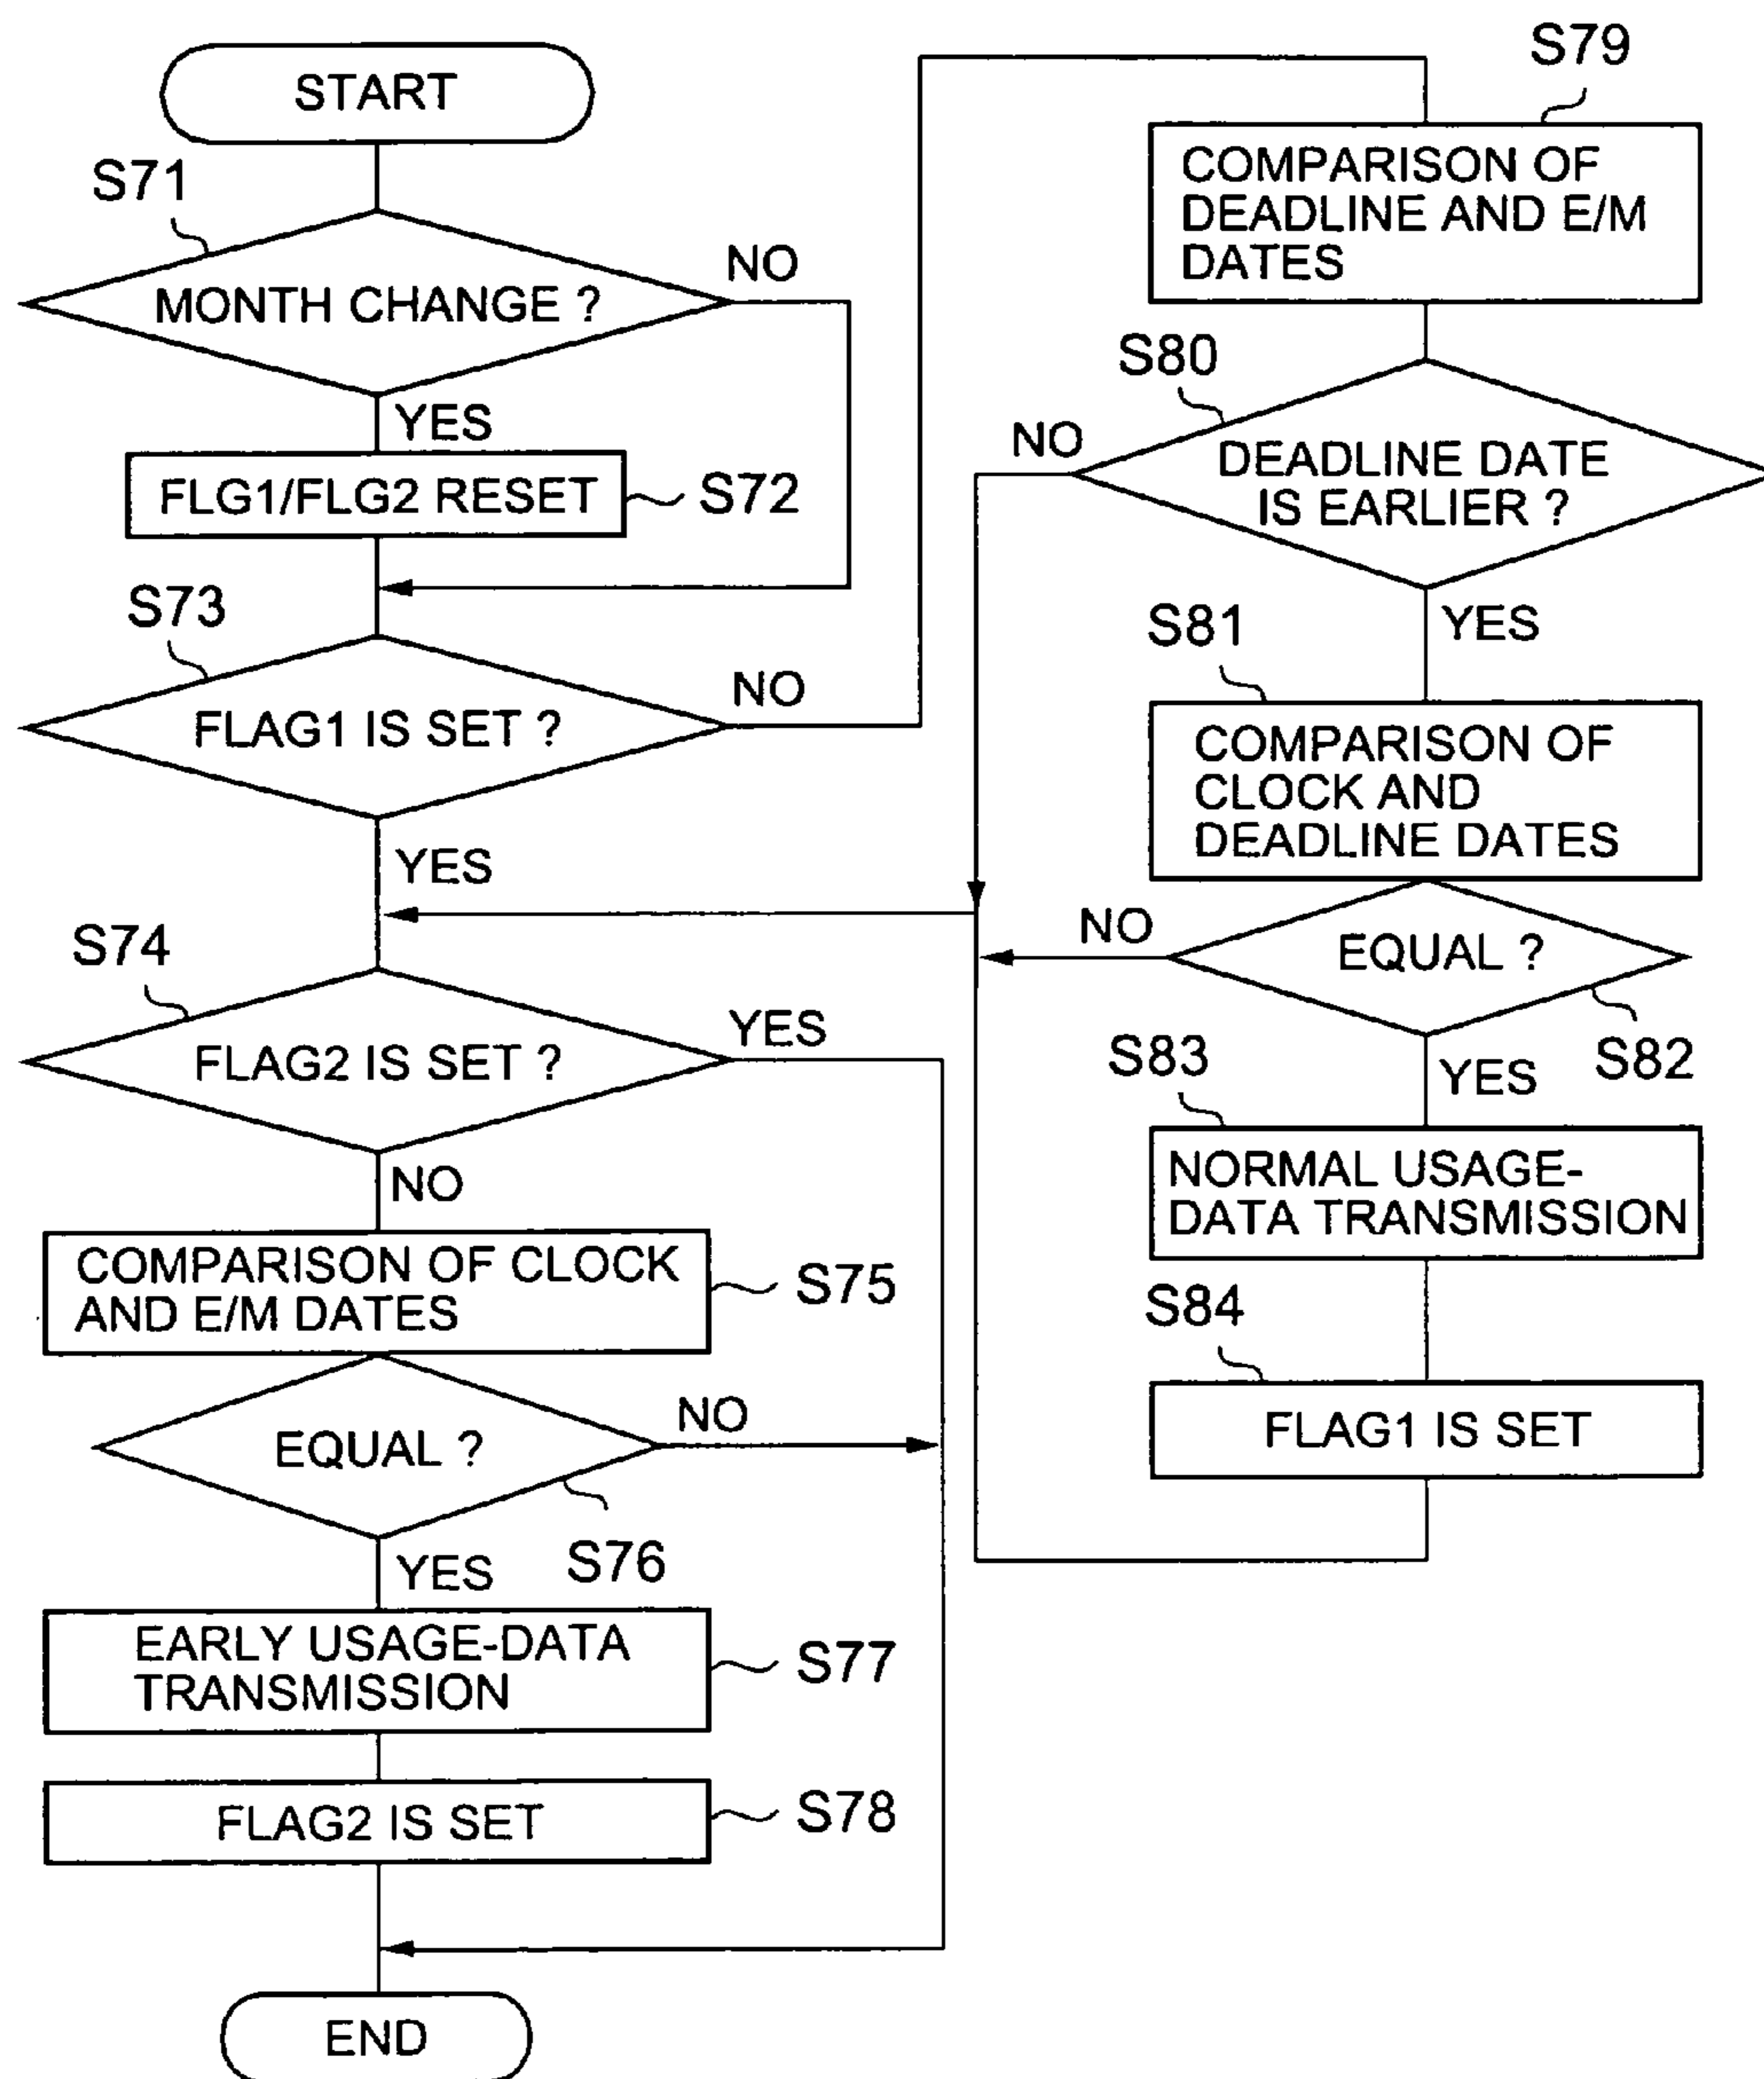 START
S71
MONTH CHANGE ?
NO
YES
FLG1/FLG2 RESET
S72
S73
FLAG1 IS SET ?
NO
YES
S74
FLAG2 IS SET ?
YES
NO
COMPARISON OF CLOCK
AND E/M DATES
S75
EQUAL ?
NO
S76
YES
EARLY USAGE-DATA
TRANSMISSION
S77
FLAG2 IS SET
S78
END
S79
COMPARISON OF
DEADLINE AND E/M
DATES
S80
NO
DEADLINE DATE
IS EARLIER ?
YES
S81
COMPARISON OF
CLOCK AND
DEADLINE DATES
NO
EQUAL ?
S82
YES
S83
NORMAL USAGE-
DATA TRANSMISSION
S84
FLAG1 IS SET